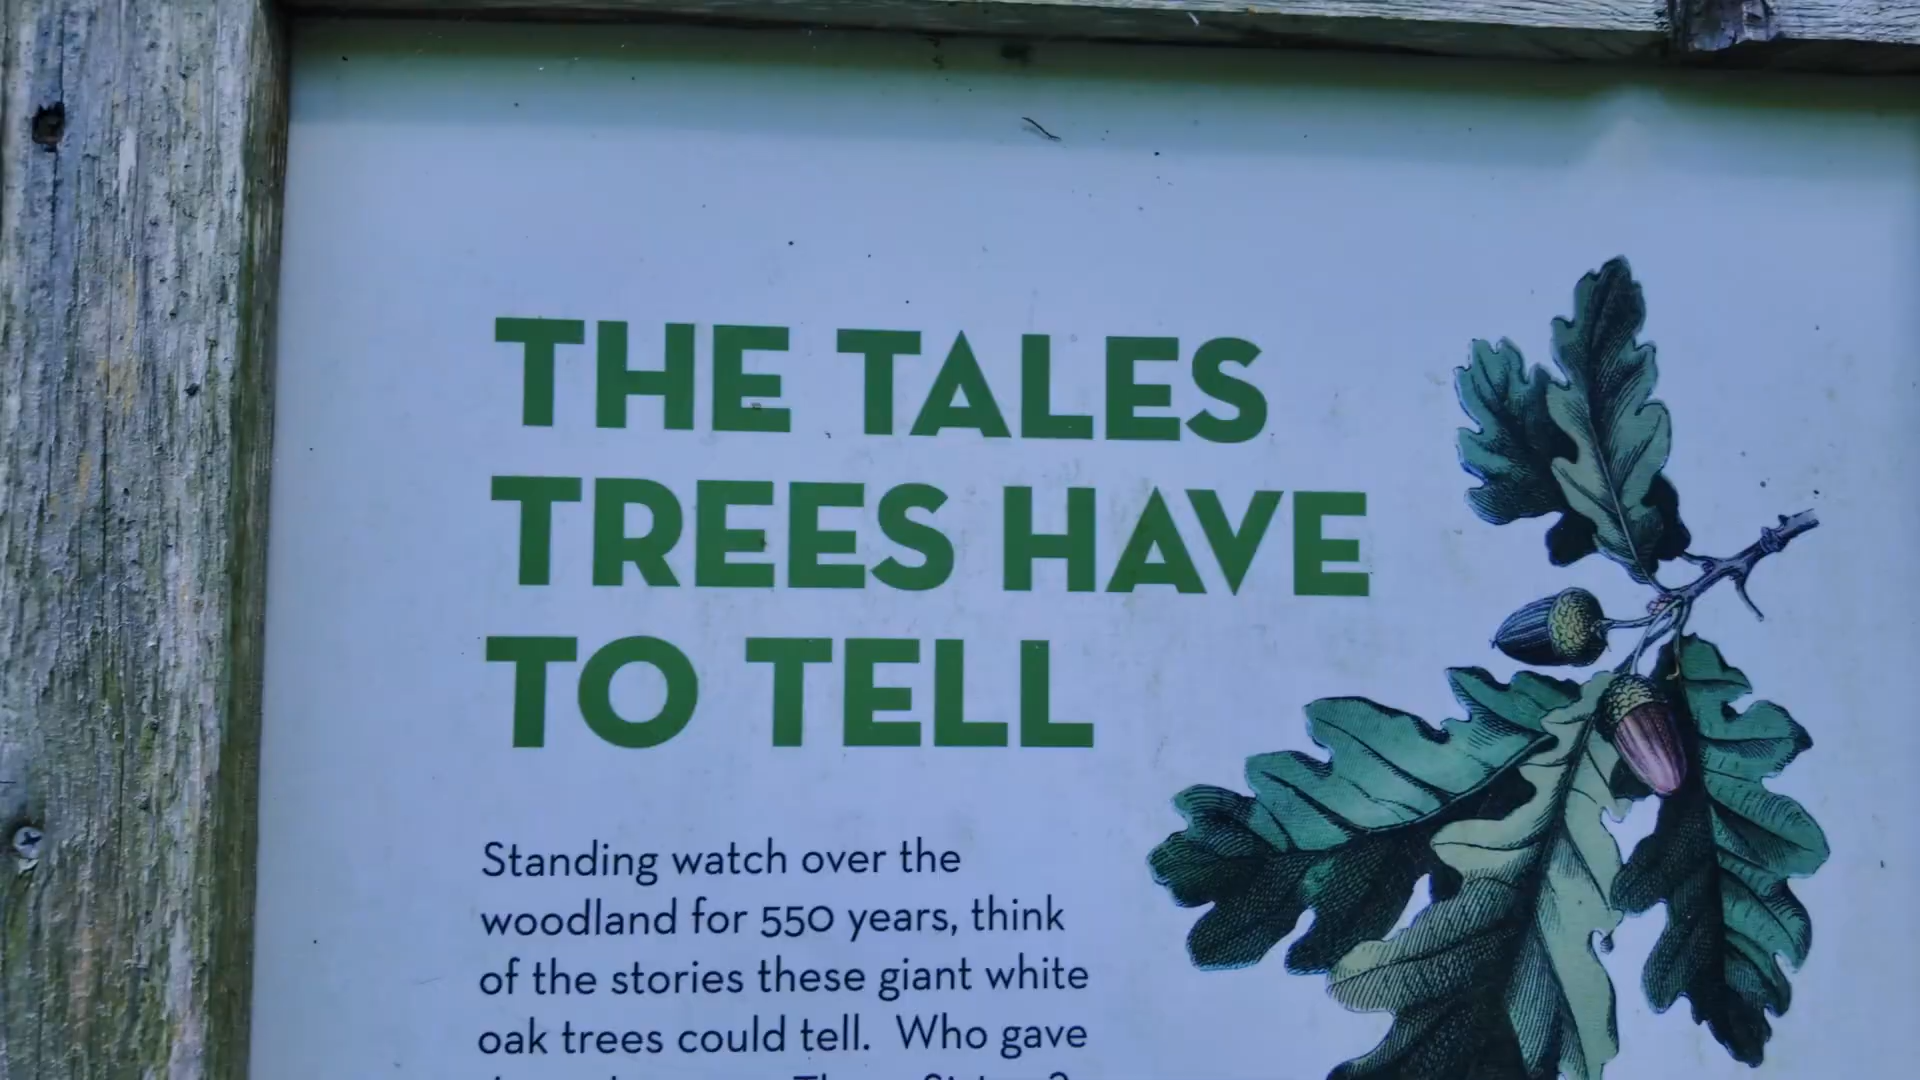 THE TALES
TREES HAVE
TO TELL
Standing watch over the
woodland for 550 years, think
of the stories these giant white
oak trees could tell.  Who gave